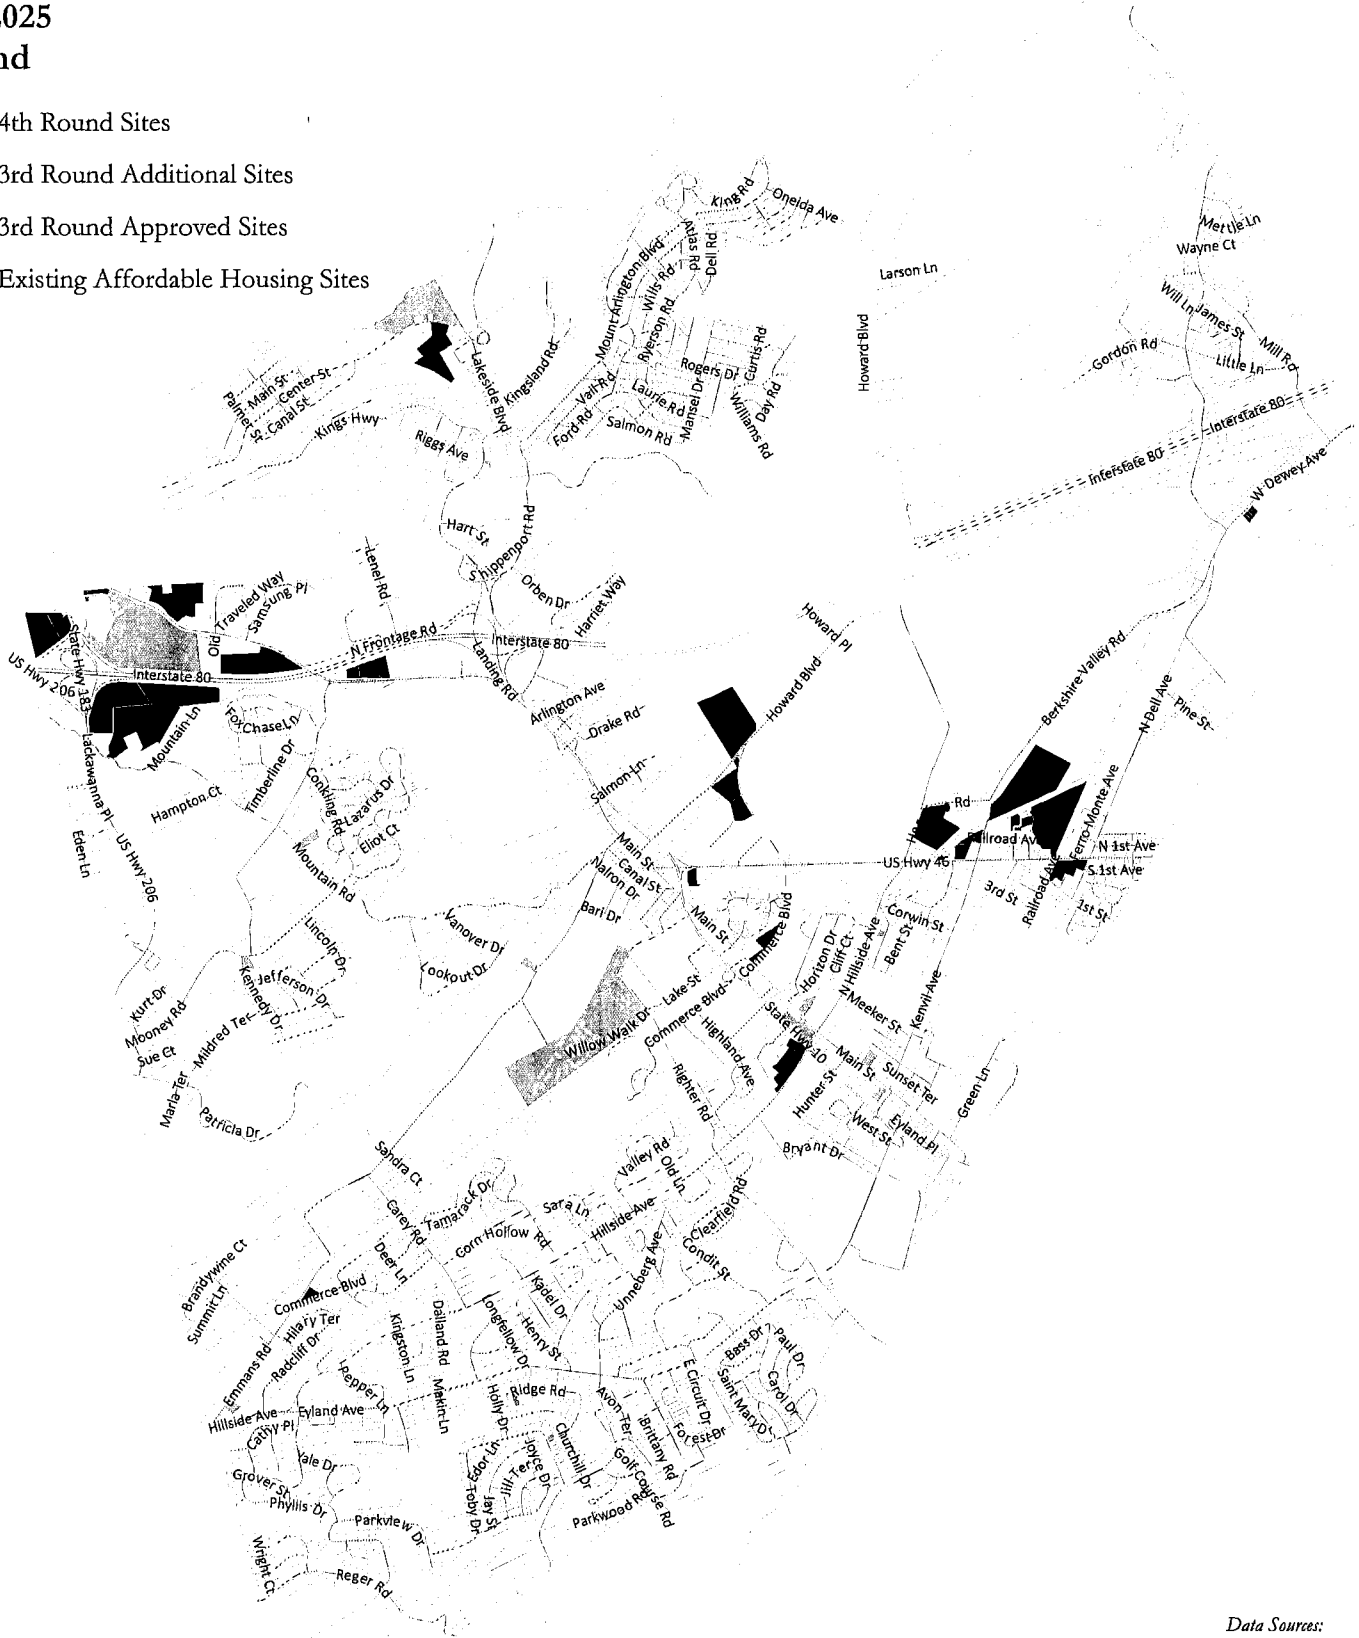 2025
nd
4th Round Sites
3rd Round Additional Sites
3rd Round Approved Sites
Existing Affordable Housing Sites
King Rd
Oneida Ave
Atlas Rd
Dell Rd
Mount Arlington Blvd
Wills Rd
Ryerson Rd
Mettle Ln
Wayne Ct
Larson Ln
Will Ln
James St
Mill Rd
Gordon Rd
Little Ln
Howard Blvd
Curtis Rd
Rogers Dr
Kingsland Rd
Lakeside Blvd
Vail Rd
Laurie Rd
Mansel Dr
Day Rd
Williams Rd
Ford Rd
Salmon Rd
Palmer St
Main St
Center St
Canal St
Kings Hwy
Riggs Ave
Interstate 80
Interstate 80
W Dewey Ave
Hart St
Shippenport Rd
Lenel Rd
Orben Dr
Harriet Way
Old
Traveled Way
Samsung Pl
N Frontage Rd
Interstate 80
Landing Rd
Howard Pl
Howard Blvd
State Hwy 183
US Hwy 206
Interstate 80
Berkshire Valley Rd
N Dell Ave
Pine St
Arlington Ave
Drake Rd
Fox Chase Ln
Mountain Ln
Lackawanna Pl
Timberline Dr
Conkling Rd
Lazarus Dr
Eliot Ct
Salmon Ln
Hampton Ct
Eden Ln
US Hwy 206
Mountain Rd
Main St
Canal St
Nalron Dr
Bari Dr
Rd
Railroad Av
Ferro-Monte Ave
N 1st Ave
US Hwy 46
S 1st Ave
3rd St
Railroad Ave
1st St
Main St
Commerce Blvd
Corwin St
Bent St
N Hillside Ave
Horizon Dr
Cliff Ct
Vanover Dr
Lookout Dr
Lincoln Dr
Jefferson Dr
Kennedy Dr
Kurt Dr
Mooney Rd
Sue Ct
Mildred Ter
Marla Ter
Patricia Dr
Lake St
Commerce Blvd
Commerce Blvd
Willow Walk Dr
Highland Ave
State Hwy 10
Meeker St
Kenvil Ave
Main St
Sunset Ter
Hunter St
West St
Eyland Pl
Green Ln
Righter Rd
Bryant Dr
Sandra Ct
Valley Rd
Old Ln
Carey Rd
Tamarack Dr
Sara Ln
Hillside Ave
Clearfield Rd
Corn Hollow Rd
Condit St
Unneberg Ave
Deer Ln
Brandywine Ct
Summit Ln
Commerce Blvd
Hilary Ter
Radcliff Dr
Emmans Rd
Kingston Ln
Dalland Rd
Longfellow Dr
Kadel Dr
Henry St
Pepper Ln
Makin Ln
Holly Dr
Ridge Rd
Avon Ter
E Circuit Dr
Bass Dr
Paul Dr
Saint Mary D
Carol Dr
Hillside Ave
Eyland Ave
Cathy Pl
Yale Dr
Grover St
Phyllis Dr
Parkview Dr
Edor Ln
Toby Dr
Jay St
Jill Ter
Joyce Dr
Churchill Dr
Brittany Rd
Forest Dr
Golf Course Rd
Parkwood Rd
Wright Ct
Reger Rd
Data Sources: